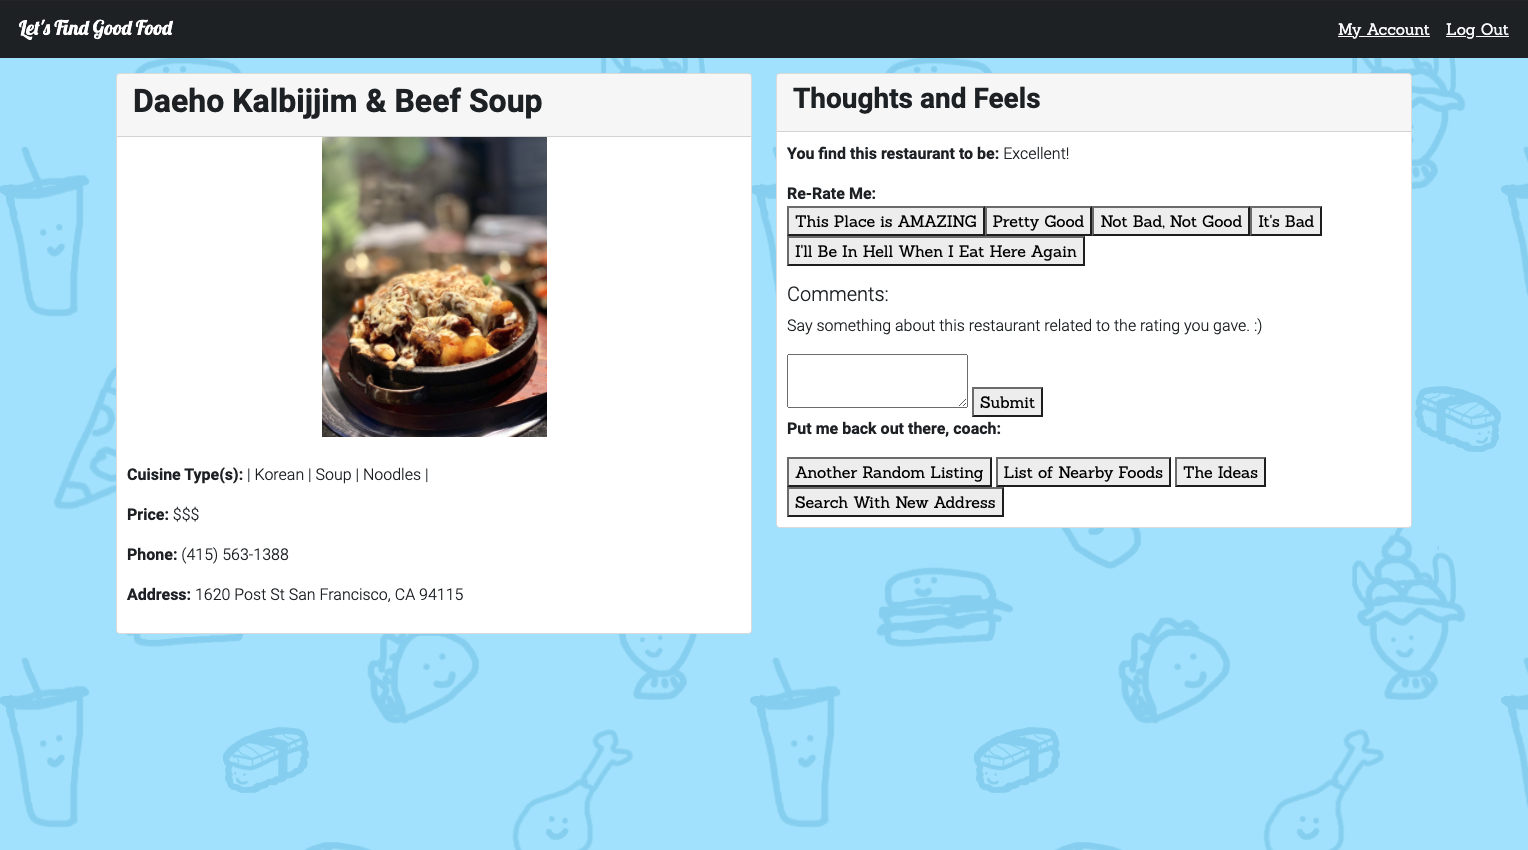 Let's Find Good Food
My Account Log Out
Daeho Kalbijjim & Beef Soup
Cuisine Type(s): | Korean | Soup | Noodles |
Price: $$$
Phone: (415) 563-1388
Address: 1620 Post St San Francisco, CA 94115
Thoughts and Feels
You find this restaurant to be: Excellent!
Re-Rate Me:
This Place is AMAZING Pretty Good Not Bad, Not Good It's Bad
I'll Be In Hell When I Eat Here Again
Comments:
Say something about this restaurant related to the rating you gave. :)
Submit
Put me back out there, coach:
Another Random Listing List of Nearby Foods The Ideas
Search With New Address